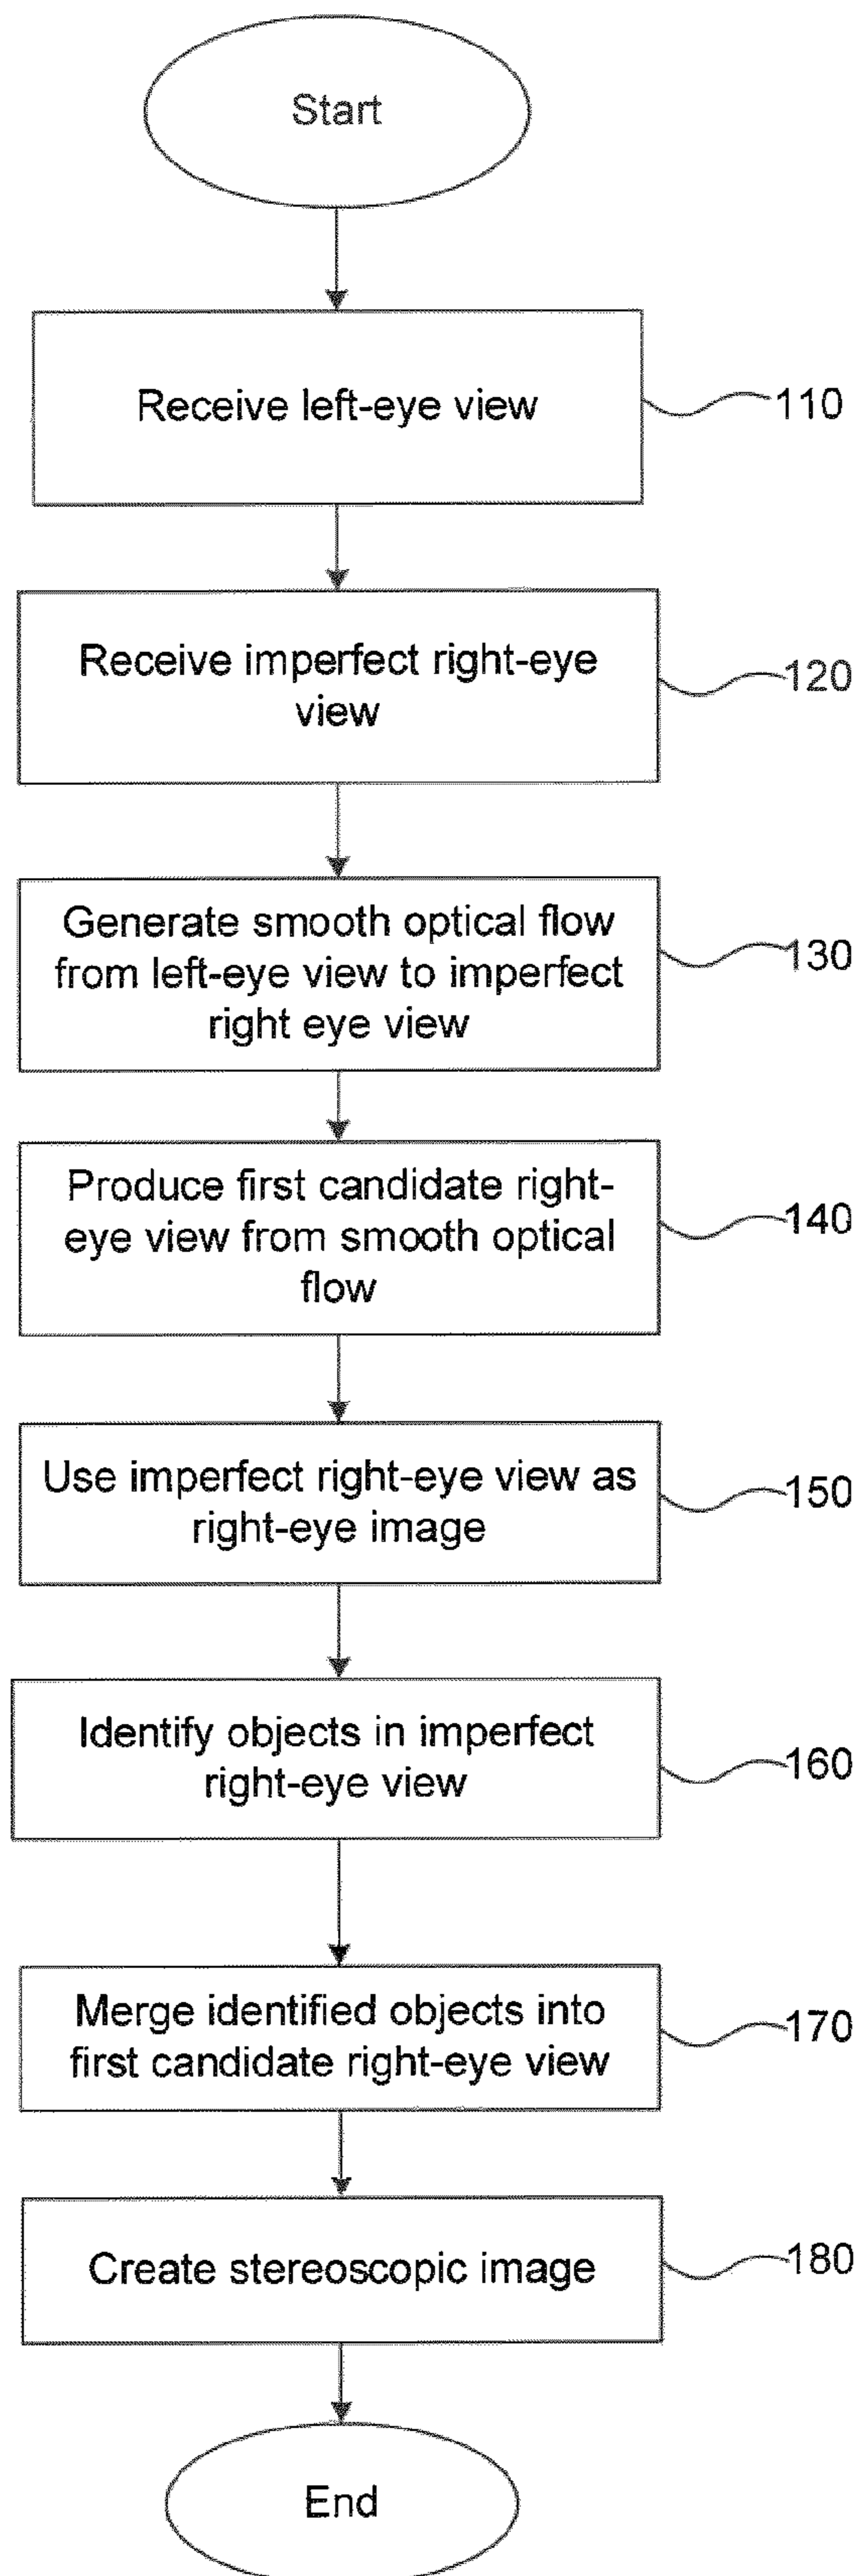 Start
Receive left-eye view
110
Receive imperfect right-eye
view
120
Generate smooth optical flow
from left-eye view to imperfect
right eye view
130
Produce first candidate right-
eye view from smooth optical
flow
140
Use imperfect right-eye view as
right-eye image
150
Identify objects in imperfect
right-eye view
160
Merge identified objects into
first candidate right-eye view
170
Create stereoscopic image
180
End